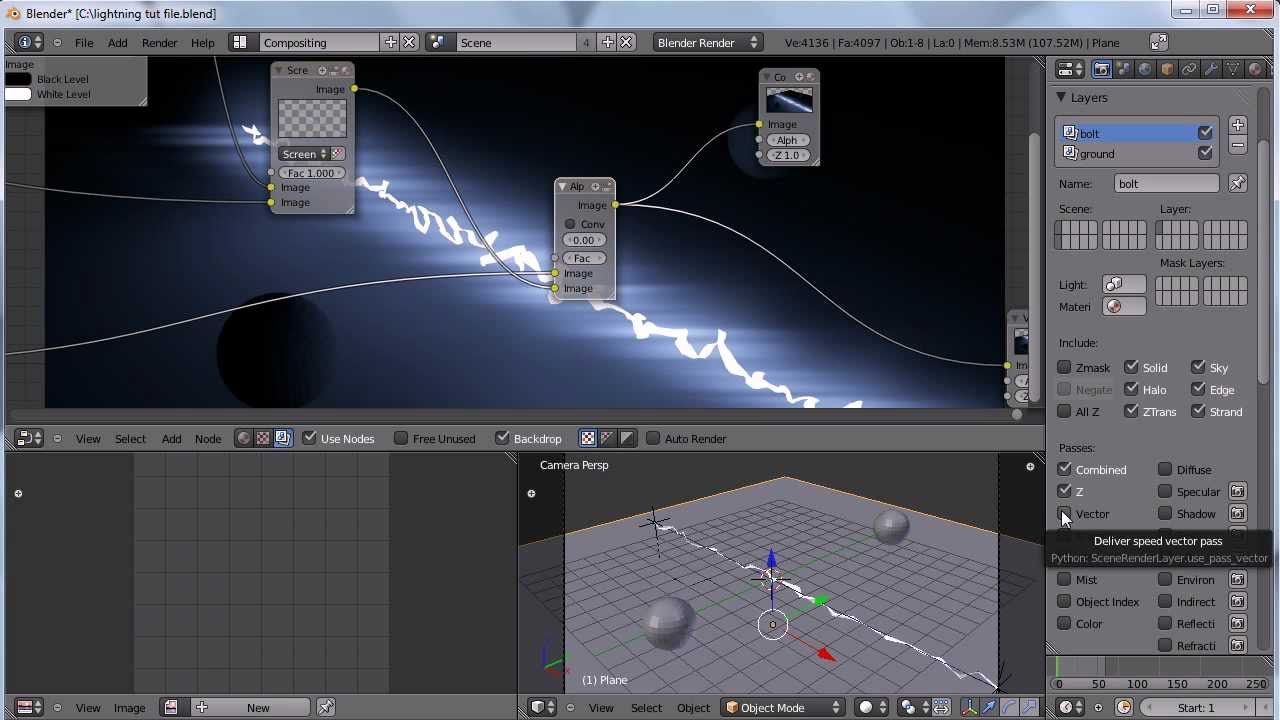 Blender* [C:\lightning tut file.blend]
File Add Render Help Compositing Scene 4 Blender Render Ve:4136 | Fa:4097 | Ob:1-8 | La:0 | Mem:8.53M (107.52M) | Plane
Image
Black Level
White Level
Scre
Image
Screen
Fac 1.000
Image
Image
Alp
Image
Conv
0.00
Fac
Image
Image
Co
Image
Alph
Z 1.0
V
Im
View Select Add Node Use Nodes Free Unused Backdrop Auto Render
View Image New
Camera Persp
(1) Plane
View Select Object Object Mode
Layers
bolt
ground
Name: bolt
Scene: Layer:
Mask Layers:
Light:
Materi
Include:
Zmask Solid Sky
Negate Halo Edge
All Z ZTrans Strand
Passes:
Combined Diffuse
Z Specular
Vector Shadow
Deliver speed vector pass
Python: SceneRenderLayer.use_pass_vector
Mist Environ
Object Index Indirect
Color Reflecti
Refracti
0 50 100 150 200 250
Start: 1